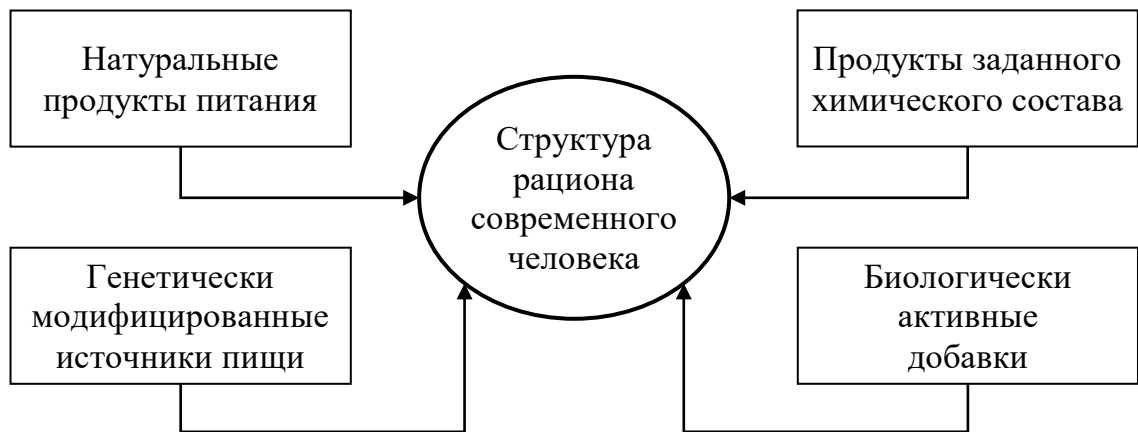 Натуральные
продукты питания
Продукты заданного
химического состава
Структура
рациона
современного
человека
Генетически
модифицированные
источники пищи
Биологически
активные
добавки